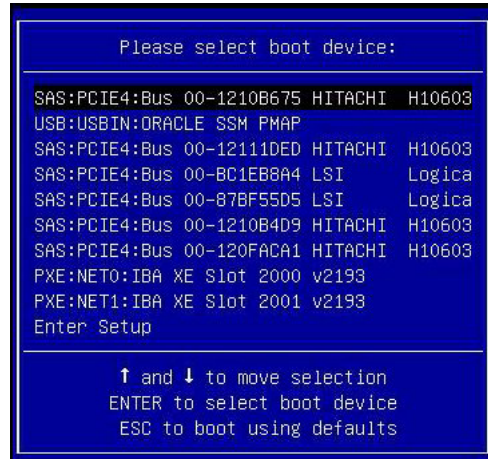 Please select boot device:
SAS:PCIE4:Bus 00-1210B675 HITACHI H10603
USB:USBIN:ORACLE SSM PMAP
SAS:PCIE4:Bus 00-12111DED HITACHI H10603
SAS:PCIE4:Bus 00-BC1EB8A4 LSI Logica
SAS:PCIE4:Bus 00-87BF55D5 LSI Logica
SAS:PCIE4:Bus 00-1210B4D9 HITACHI H10603
SAS:PCIE4:Bus 00-120FACA1 HITACHI H10603
PXE:NET0:IBA XE Slot 2000 v2193
PXE:NET1:IBA XE Slot 2001 v2193
Enter Setup
↑ and ↓ to move selection
ENTER to select boot device
ESC to boot using defaults